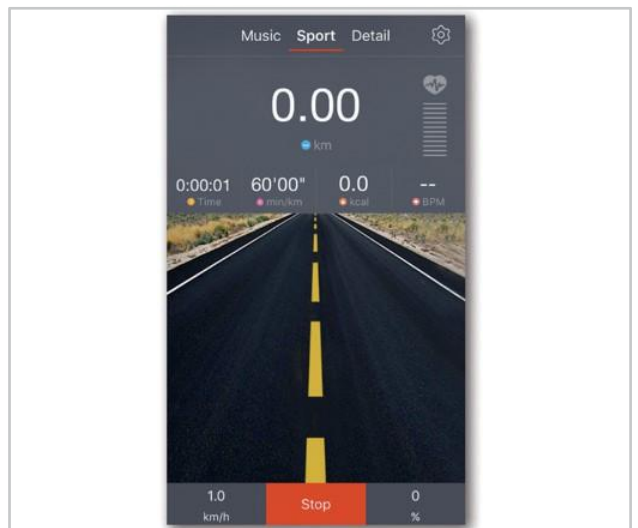 Music Sport Detail
0.00
km
0:00:01 60'00" 0.0 --
Time min/km kcal BPM
1.0 Stop 0
km/h %